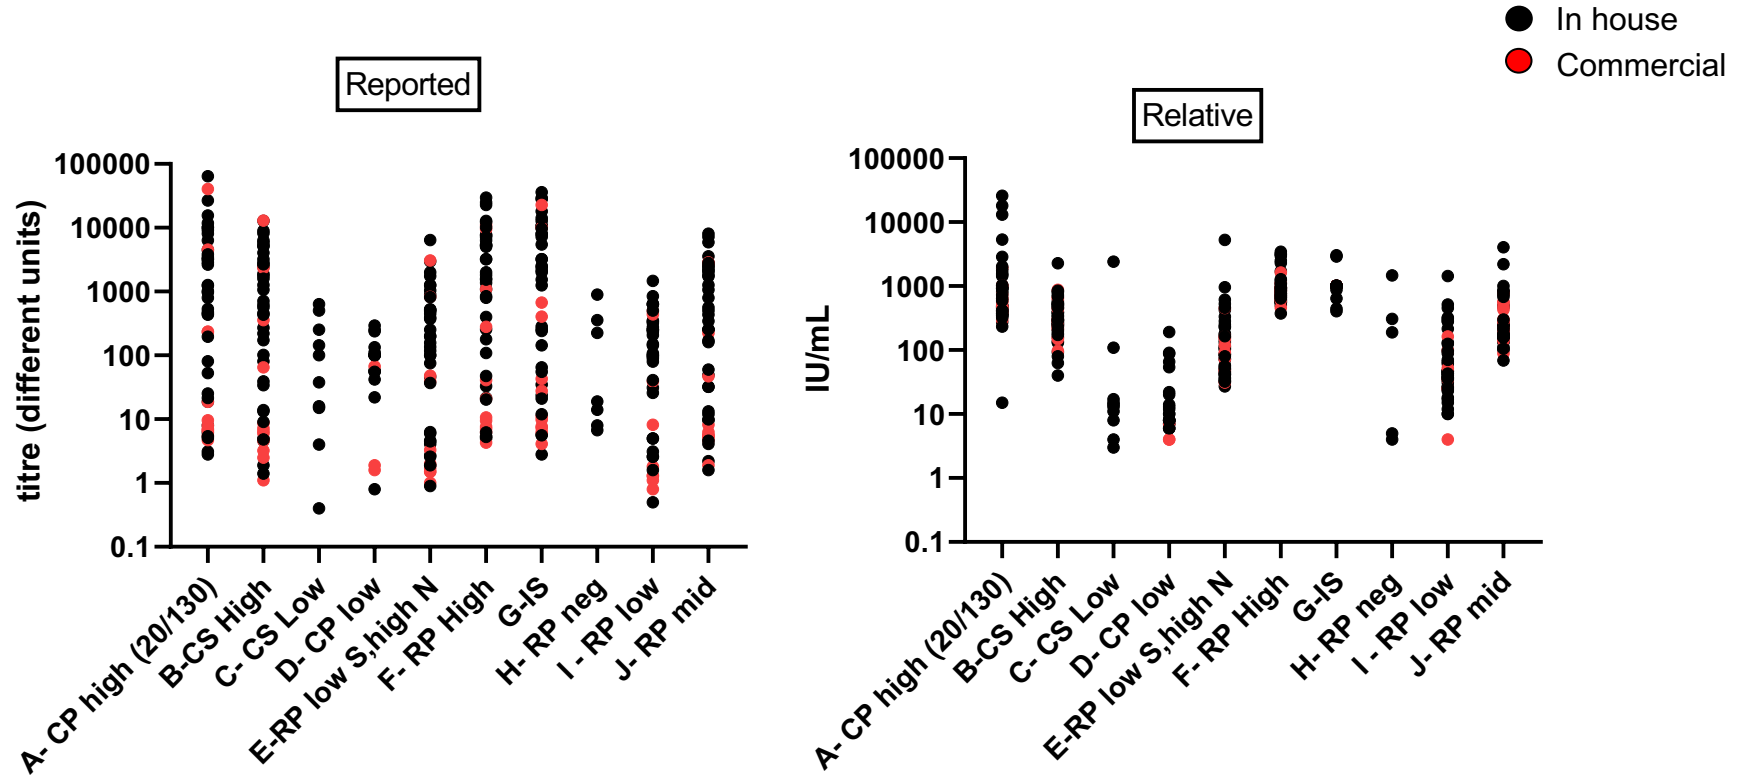 In house
Commercial
Reported
Relative
titre (different units)
100000
10000
1000
100
10
1
0.1
A- CP high (20/130)
B-CS High
C- CS Low
D- CP low
E-RP low S,high N
F- RP High
G-IS
H- RP neg
I - RP low
J- RP mid
IU/mL
100000
10000
1000
100
10
1
0.1
A- CP high (20/130)
B-CS High
C- CS Low
D- CP low
E-RP low S,high N
F- RP High
G-IS
H- RP neg
I - RP low
J- RP mid